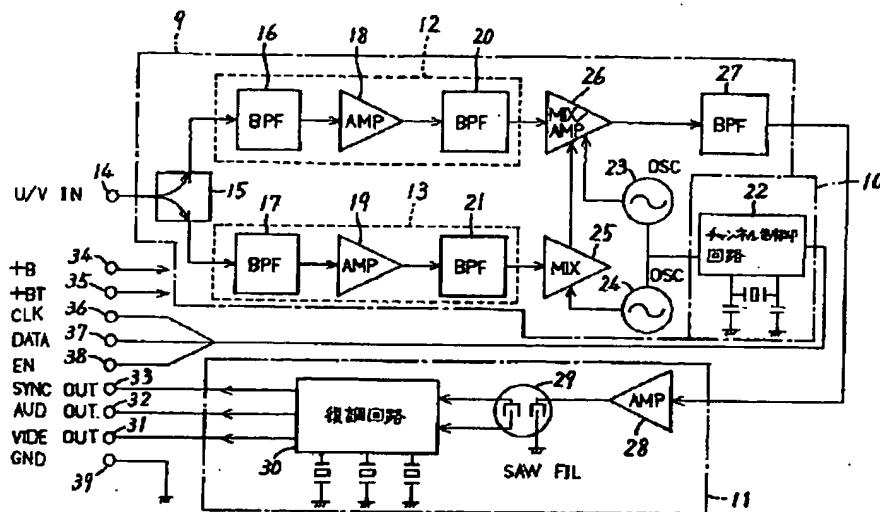 9
16
18
12
20
26
27
BPF
AMP
BPF
MIX/
AMP
BPF
23
OSC
10
U/V IN
14
15
22
チャンネル制御
回路
17
19
13
21
25
BPF
AMP
BPF
MIX
OSC
24
+B
34
+BT
35
CLK
36
DATA
37
EN
38
SYNC OUT
33
AUD OUT
32
VIDE OUT
31
GND
39
復調回路
30
29
SAW FIL
AMP
28
11